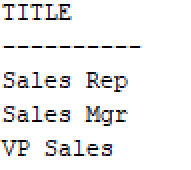 TITLE
----------
Sales Rep
Sales Mgr
VP Sales